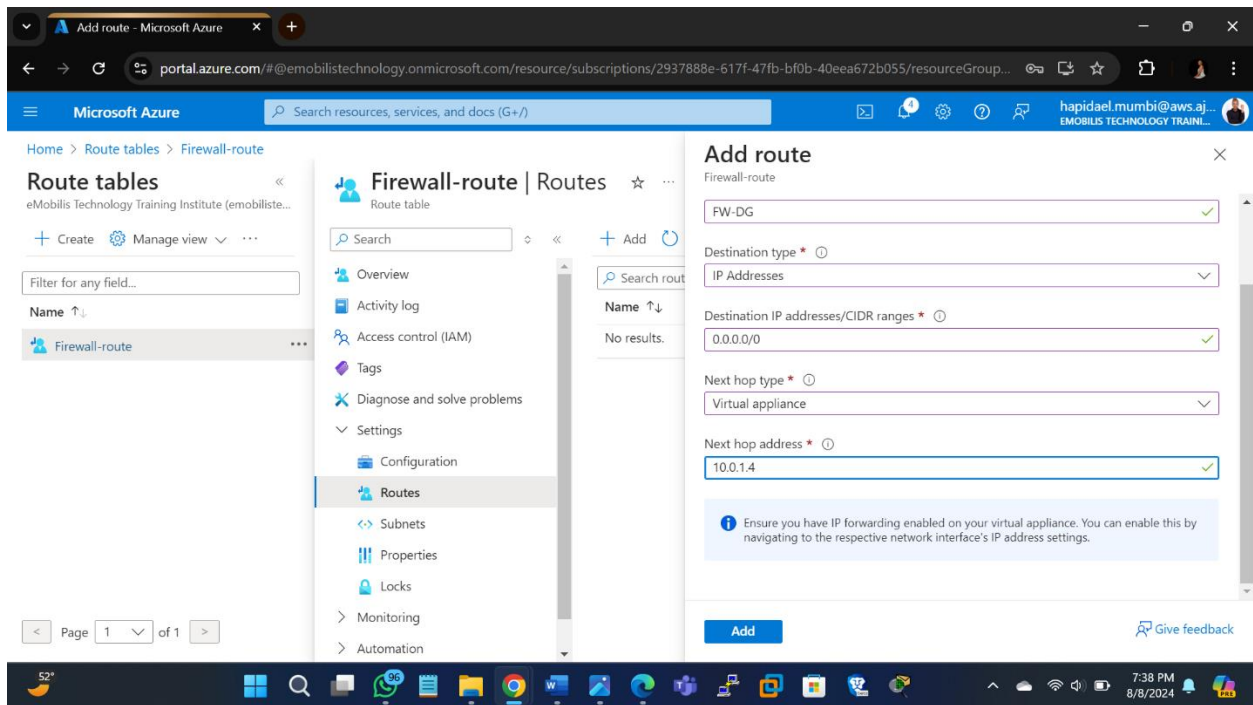 Add route - Microsoft Azure
portal.azure.com/#@emobilistechnology.onmicrosoft.com/resource/subscriptions/2937888e-617f-47fb-bf0b-40eea672b055/resourceGroup...
Microsoft Azure
Search resources, services, and docs (G+/)
4
hapidael.mumbi@aws.aj...
EMOBILIS TECHNOLOGY TRAINI...
Home > Route tables > Firewall-route
Route tables
eMobilis Technology Training Institute (emobiliste...
Create
Manage view
Filter for any field...
Name
Firewall-route
Page 1 of 1
Firewall-route | Routes
Route table
Search
Overview
Activity log
Access control (IAM)
Tags
Diagnose and solve problems
Settings
Configuration
Routes
Subnets
Properties
Locks
Monitoring
Automation
Add
Search rout
Name
No results.
Add route
Firewall-route
FW-DG
Destination type *
IP Addresses
Destination IP addresses/CIDR ranges *
0.0.0.0/0
Next hop type *
Virtual appliance
Next hop address *
10.0.1.4
Ensure you have IP forwarding enabled on your virtual appliance. You can enable this by
navigating to the respective network interface's IP address settings.
Add
Give feedback
52°
96
7:38 PM
8/8/2024
PRE